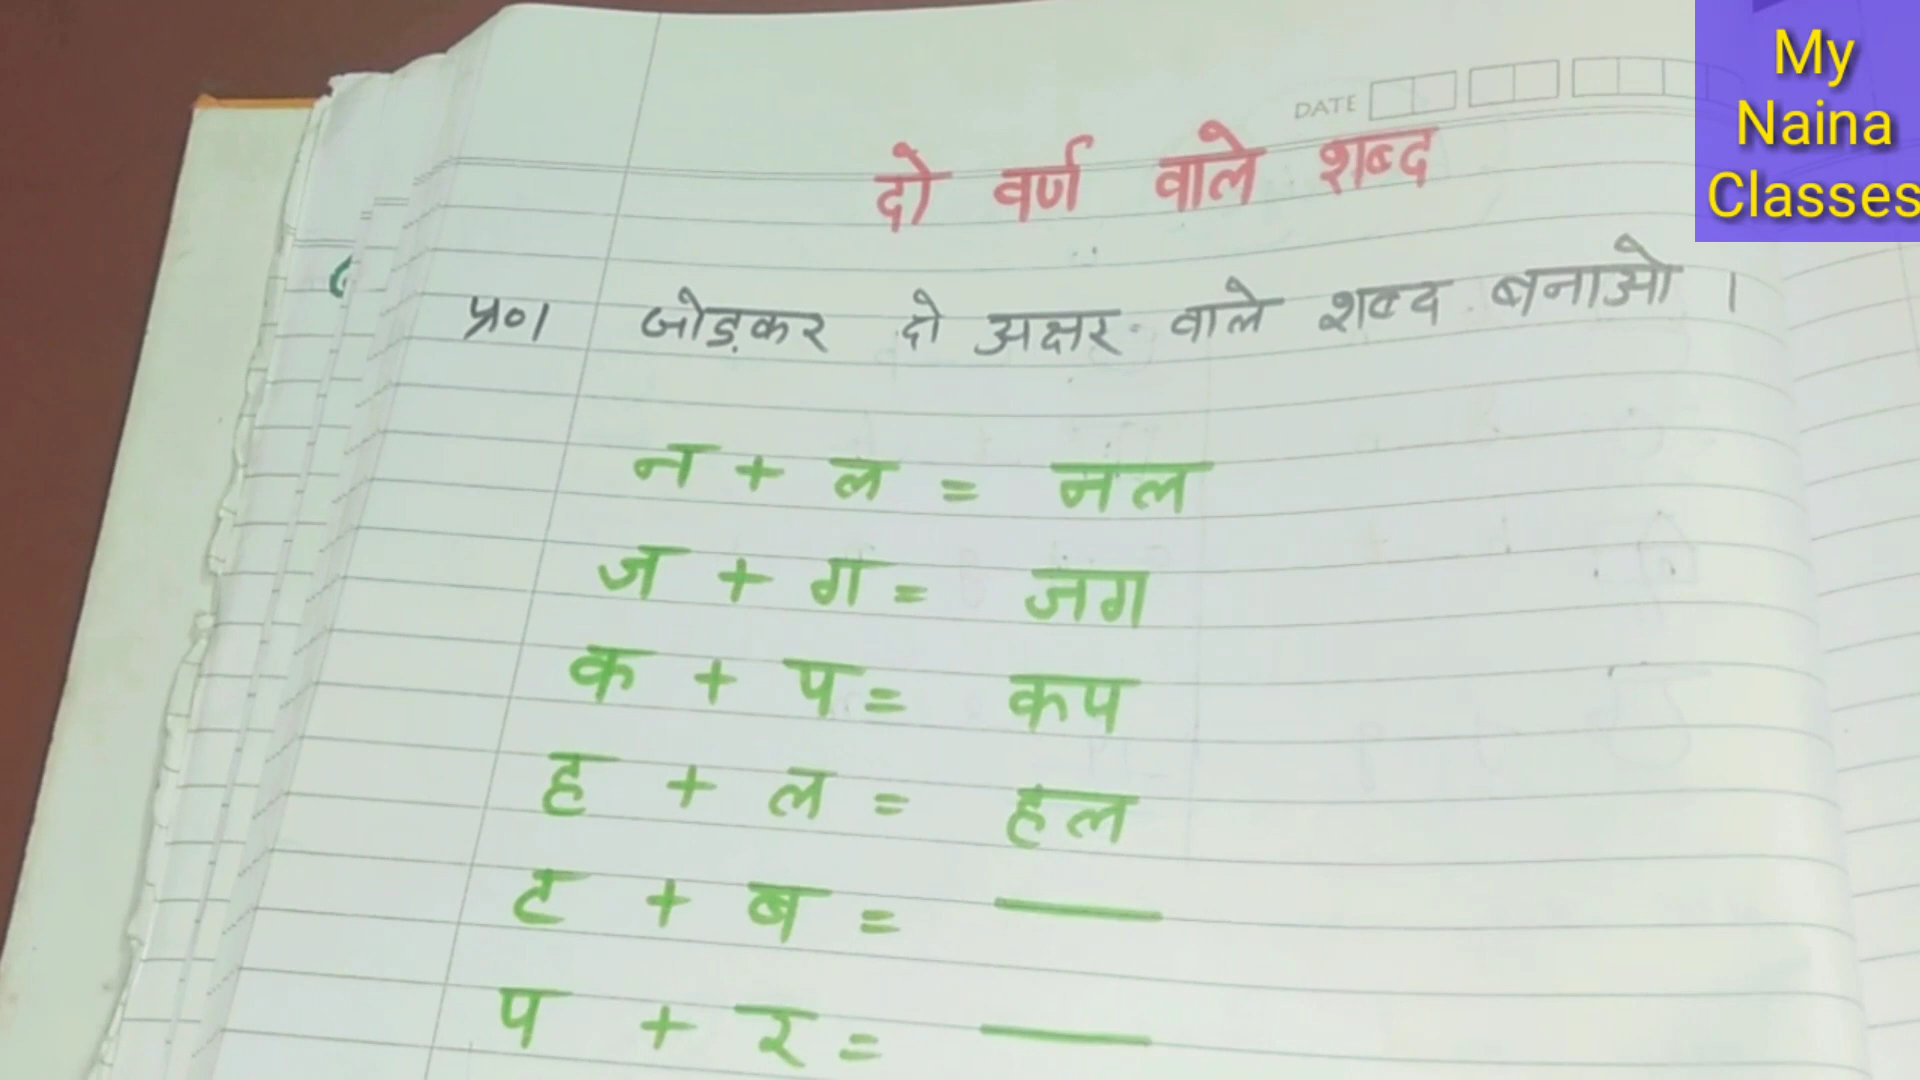 My
Naina
Classes
DATE
दो वर्ण वाले शब्द
प्र०1 जोड़कर दो अक्षर वाले शब्द बनाओ ।
न + ल = नल
ज + ग = जग
क + प = कप
ह + ल = हल
ट + ब = —
प + र = —